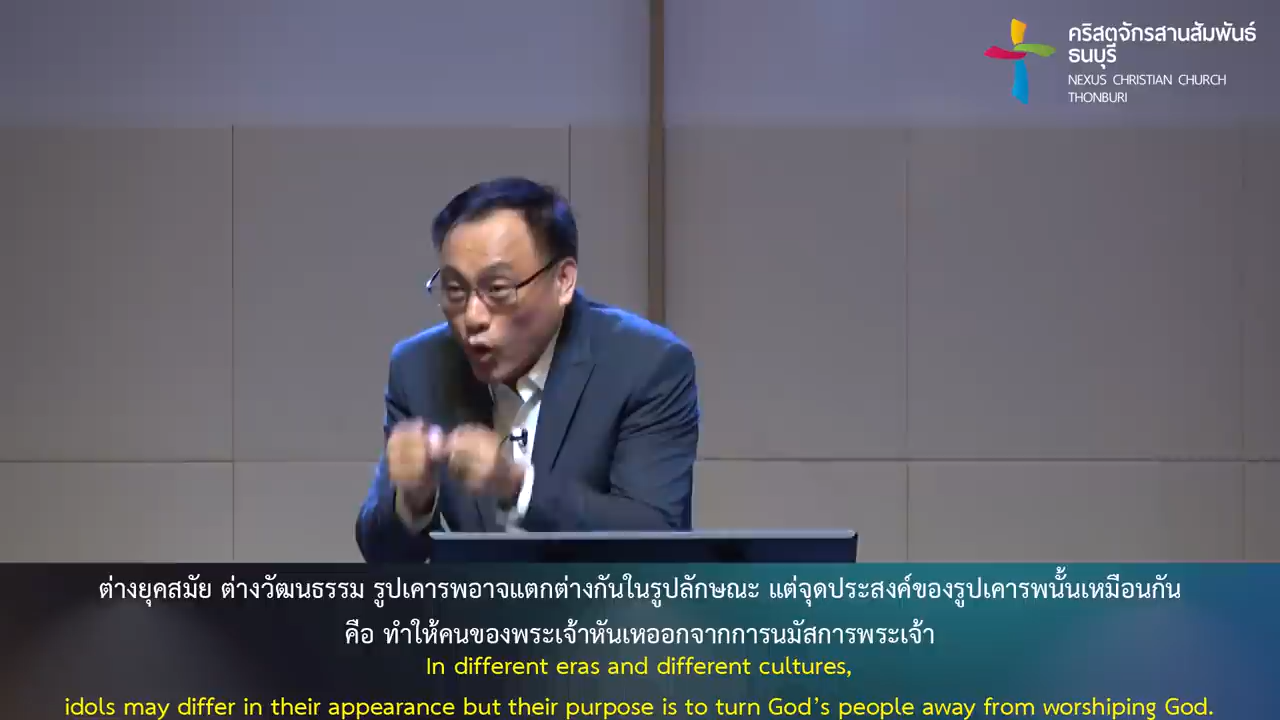 คริสตจักรสานสัมพันธ์
ธนบุรี
NEXUS CHRISTIAN CHURCH
THONBURI
ต่างยุคสมัย ต่างวัฒนธรรม รูปเคารพอาจแตกต่างกันในรูปลักษณะ แต่จุดประสงค์ของรูปเคารพนั้นเหมือนกัน
คือ ทำให้คนของพระเจ้าหันเหออกจากการนมัสการพระเจ้า
In different eras and different cultures,
idols may differ in their appearance but their purpose is to turn God's people away from worshiping God.